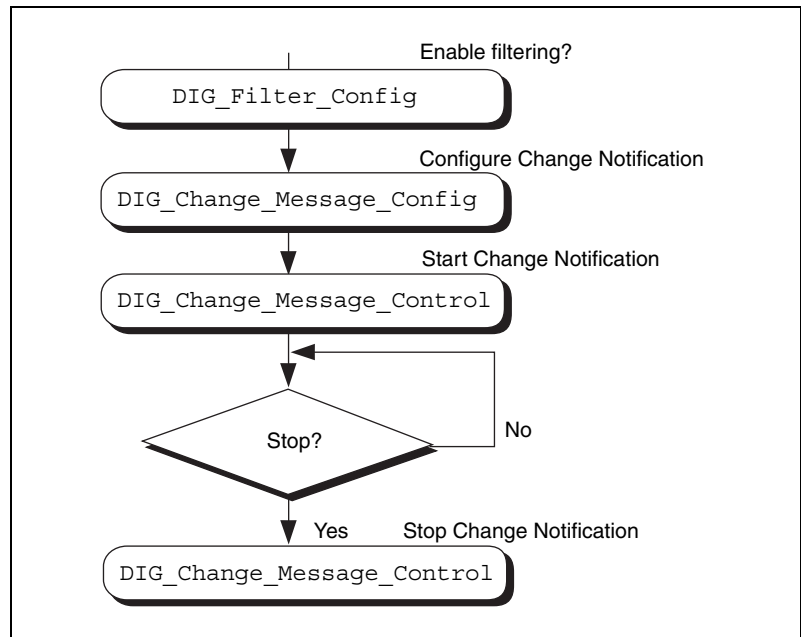 Enable filtering?
DIG_Filter_Config
Configure Change Notification
DIG_Change_Message_Config
Start Change Notification
DIG_Change_Message_Control
Stop?
No
Yes
Stop Change Notification
DIG_Change_Message_Control